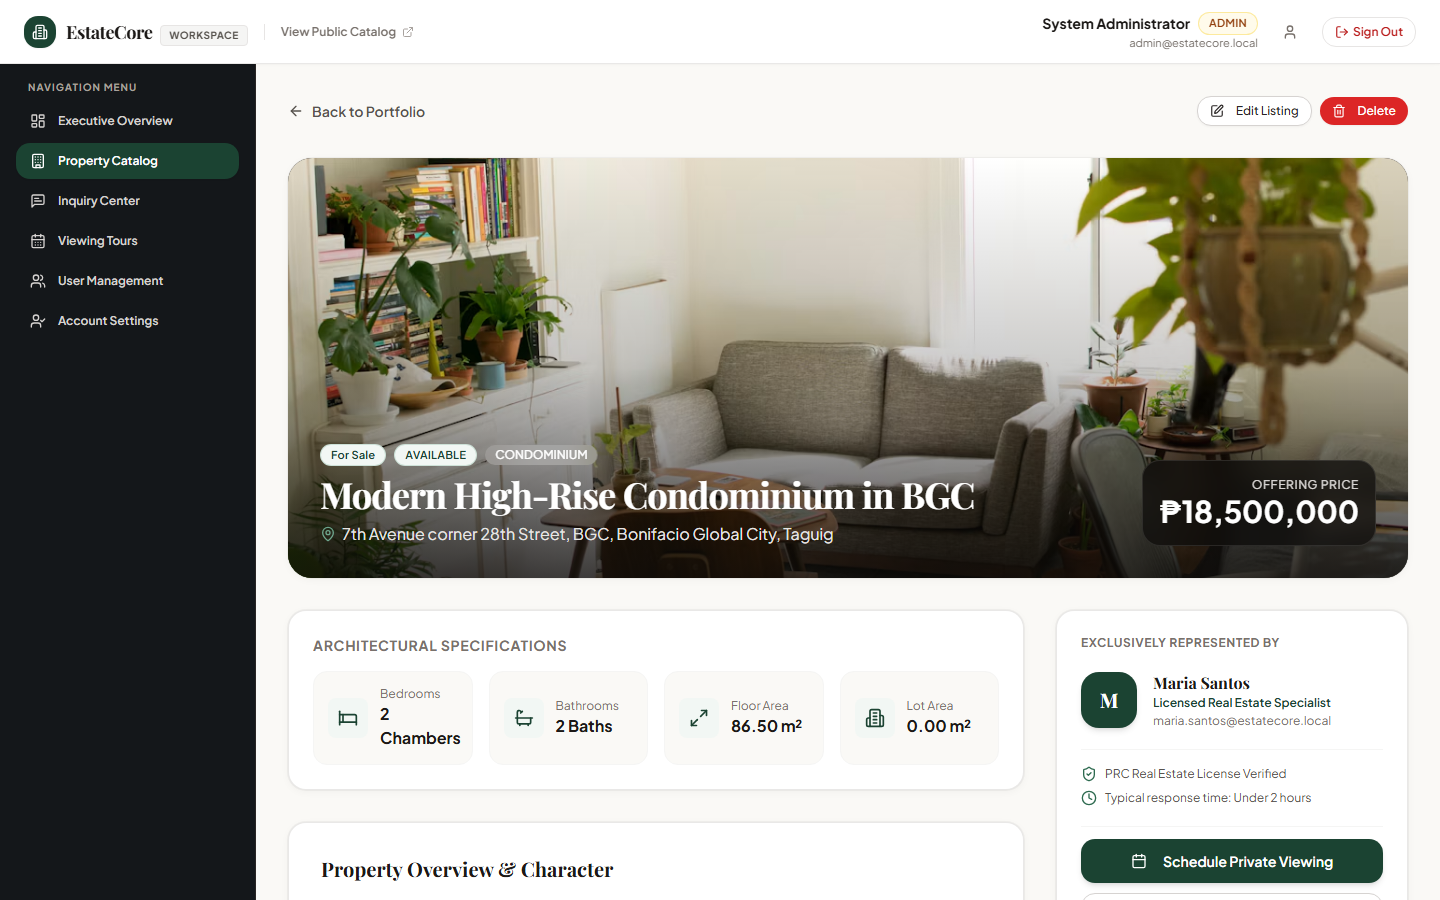 EstateCore
WORKSPACE
View Public Catalog
System Administrator
ADMIN
admin@estatecore.local
Sign Out
NAVIGATION MENU
Executive Overview
Property Catalog
Inquiry Center
Viewing Tours
User Management
Account Settings
Back to Portfolio
Edit Listing
Delete
For Sale
AVAILABLE
CONDOMINIUM
Modern High-Rise Condominium in BGC
7th Avenue corner 28th Street, BGC, Bonifacio Global City, Taguig
OFFERING PRICE
₱18,500,000
ARCHITECTURAL SPECIFICATIONS
Bedrooms
2
Chambers
Bathrooms
2 Baths
Floor Area
86.50 m²
Lot Area
0.00 m²
Property Overview & Character
EXCLUSIVELY REPRESENTED BY
M
Maria Santos
Licensed Real Estate Specialist
maria.santos@estatecore.local
PRC Real Estate License Verified
Typical response time: Under 2 hours
Schedule Private Viewing